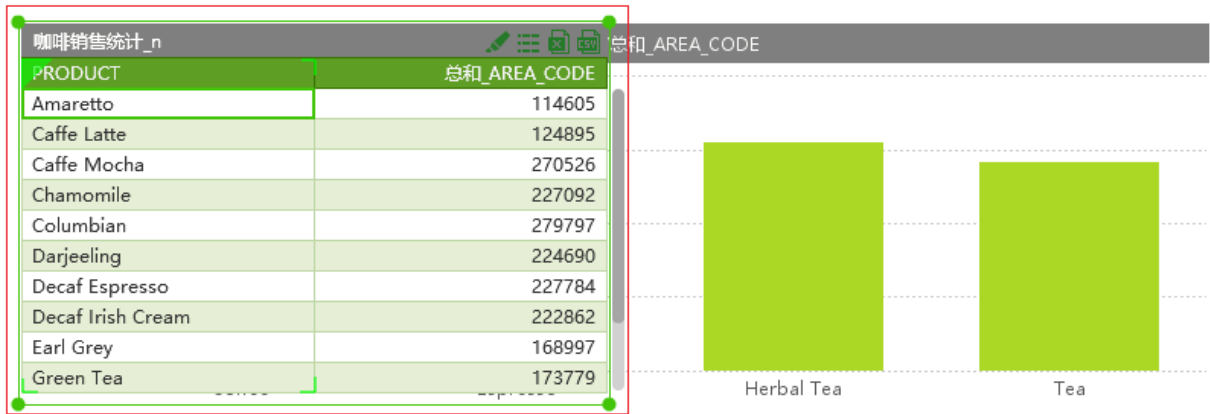 咖啡销售统计_n
总和_AREA_CODE
PRODUCT 总和_AREA_CODE
Amaretto 114605
Caffe Latte 124895
Caffe Mocha 270526
Chamomile 227092
Columbian 279797
Darjeeling 224690
Decaf Espresso 227784
Decaf Irish Cream 222862
Earl Grey 168997
Green Tea 173779
Herbal Tea Tea